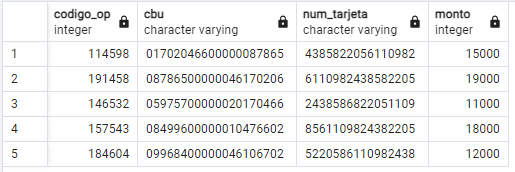 codigo_op cbu num_tarjeta monto
integer character varying character varying integer
1 114598 01702046600000087865 4385822056110982 15000
2 191458 08786500000046170206 6110982438582205 19000
3 146532 05975700000020170466 2438586822051109 11000
4 157543 08499600000010476602 8561109824382205 18000
5 184604 09968400000046106702 5220586110982438 12000